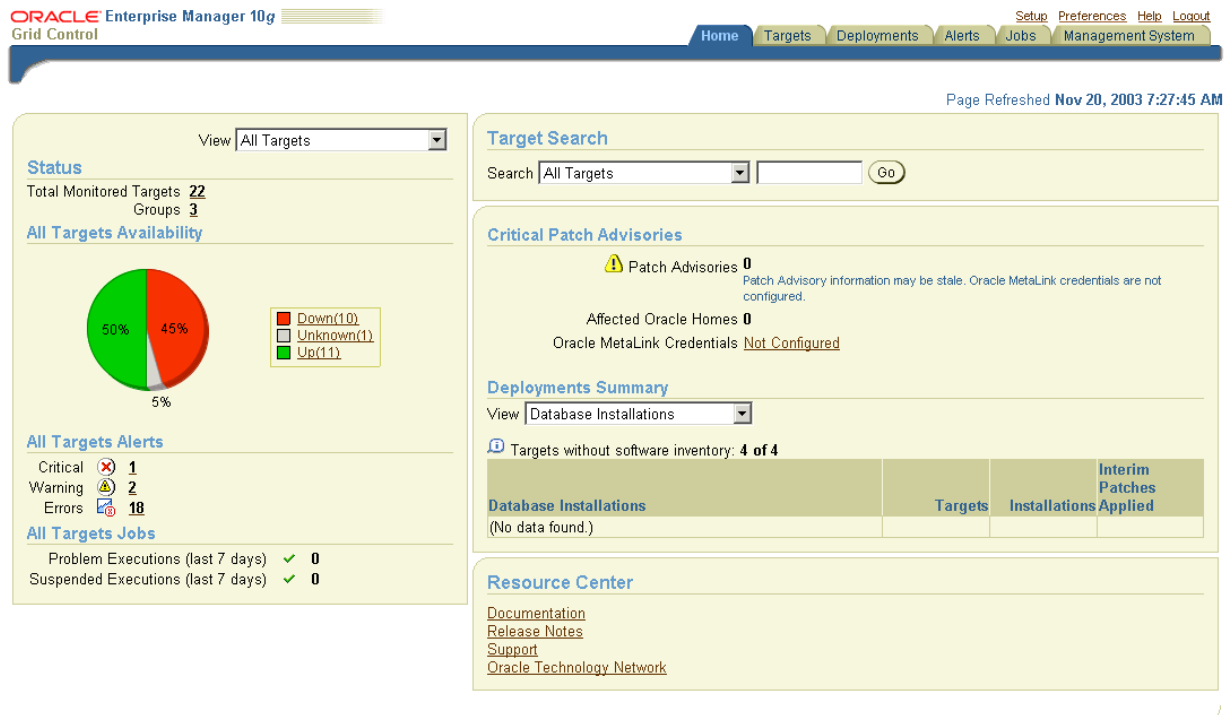 ORACLE Enterprise Manager 10g
Grid Control
Setup Preferences Help Logout
Home Targets Deployments Alerts Jobs Management System
Page Refreshed Nov 20, 2003 7:27:45 AM
View All Targets
Status
Total Monitored Targets 22
Groups 3
All Targets Availability
50% 45%
5%
Down(10)
Unknown(1)
Up(11)
All Targets Alerts
Critical 1
Warning 2
Errors 18
All Targets Jobs
Problem Executions (last 7 days) 0
Suspended Executions (last 7 days) 0
Target Search
Search All Targets Go
Critical Patch Advisories
Patch Advisories 0
Patch Advisory information may be stale. Oracle MetaLink credentials are not
configured.
Affected Oracle Homes 0
Oracle MetaLink Credentials Not Configured
Deployments Summary
View Database Installations
Targets without software inventory: 4 of 4
Database Installations Targets Installations Interim
Patches
Applied
(No data found.)
Resource Center
Documentation
Release Notes
Support
Oracle Technology Network